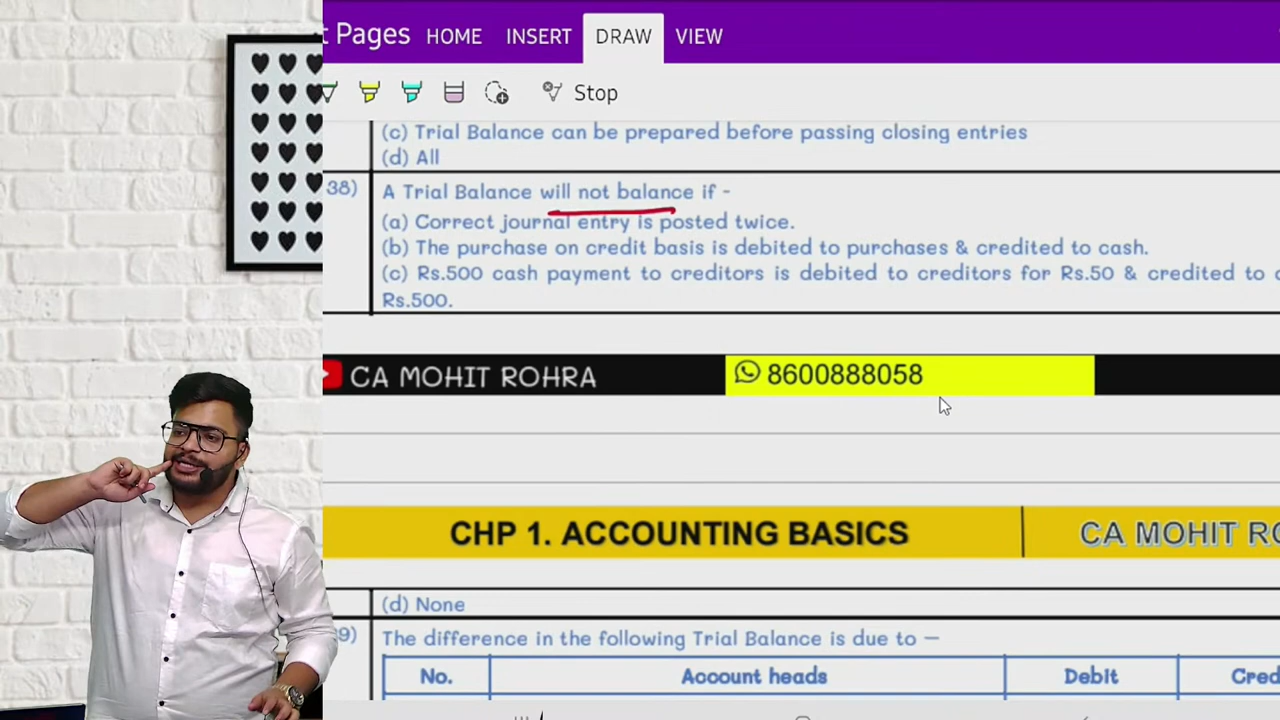 Pages HOME INSERT DRAW VIEW
Stop
(c) Trial Balance can be prepared before passing closing entries
(d) All
38) A Trial Balance will not balance if -
(a) Correct journal entry is posted twice.
(b) The purchase on credit basis is debited to purchases & credited to cash.
(c) Rs.500 cash payment to creditors is debited to creditors for Rs.50 & credited to
Rs.500.
CA MOHIT ROHRA 8600888058
CHP 1. ACCOUNTING BASICS CA MOHIT
(d) None
9) The difference in the following Trial Balance is due to –
No. Account heads Debit